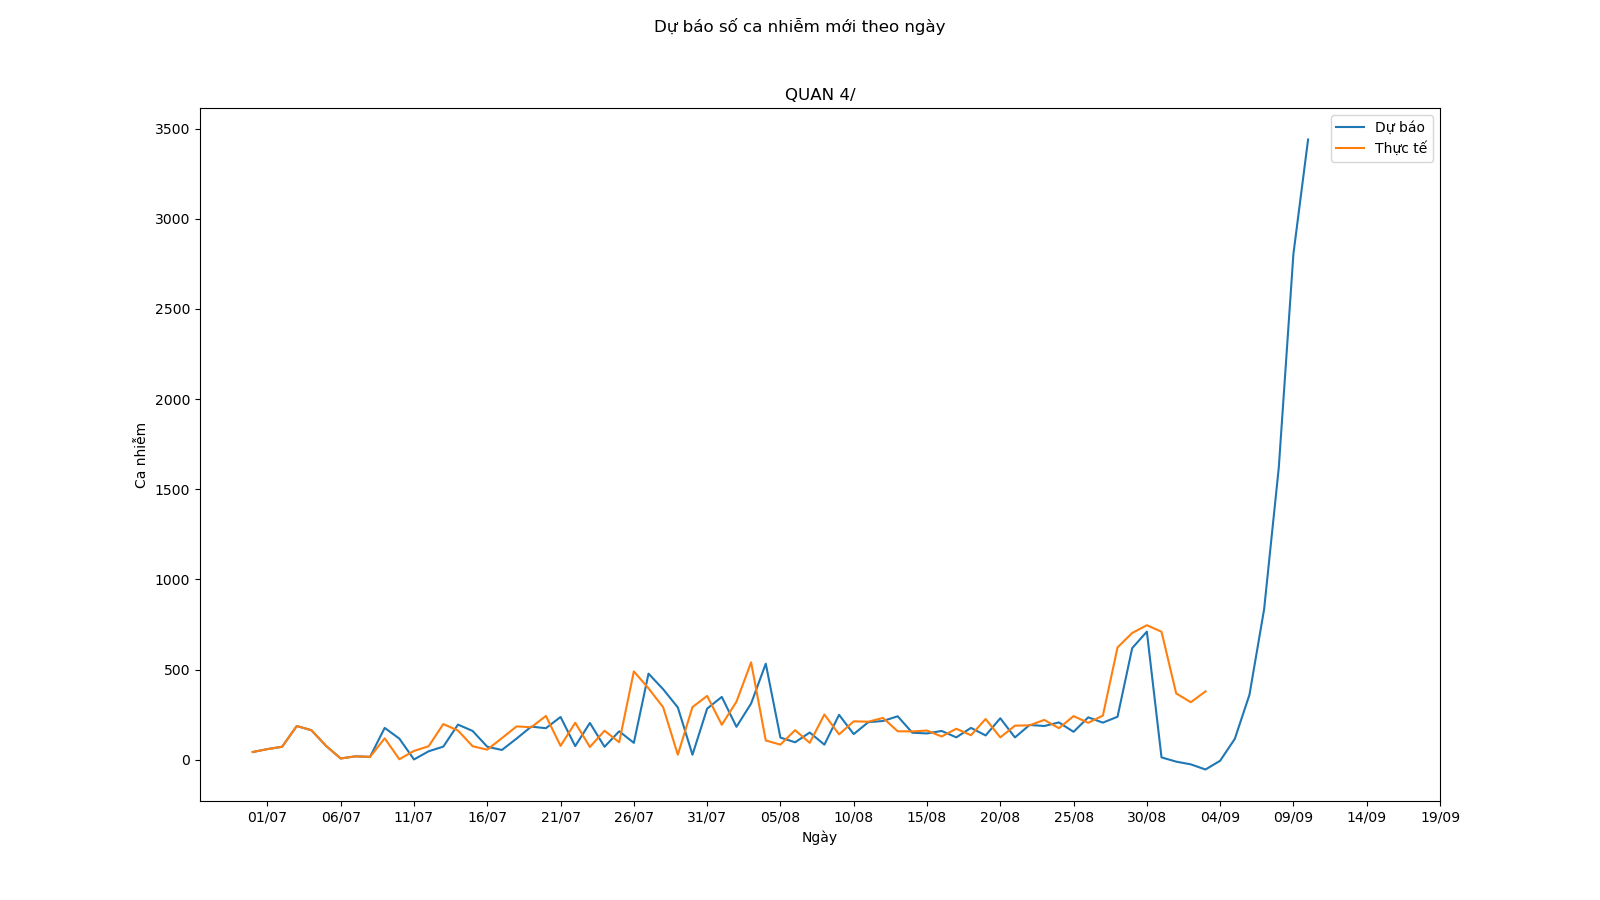 Dự báo số ca nhiễm mới theo ngày
QUAN 4/
Dự báo
Thực tế
3500
3000
2500
2000
1500
1000
500
0
Ca nhiễm
01/07 06/07 11/07 16/07 21/07 26/07 31/07 05/08 10/08 15/08 20/08 25/08 30/08 04/09 09/09 14/09 19/09
Ngày